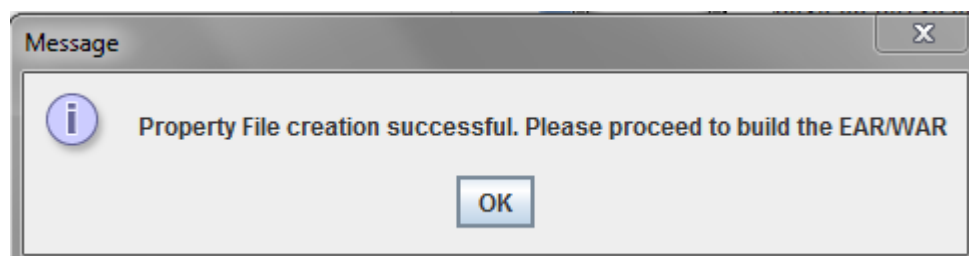 Message
Property File creation successful. Please proceed to build the EAR/WAR
OK